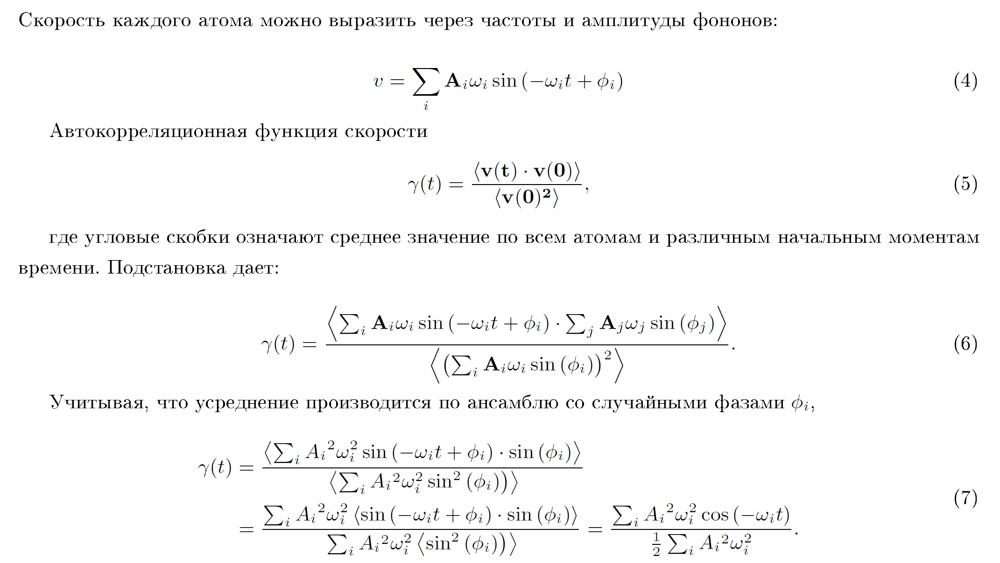 Скорость каждого атома можно выразить через частоты и амплитуды фононов:
$$v = \sum_i \mathbf{A}_i \omega_i \sin\left(-\omega_i t + \phi_i\right) \quad (4)$$
Автокорреляционная функция скорости
$$\gamma(t) = \frac{\langle \mathbf{v(t)} \cdot \mathbf{v(0)} \rangle}{\langle \mathbf{v(0)^2} \rangle}, \quad (5)$$
где угловые скобки означают среднее значение по всем атомам и различным начальным моментам
времени. Подстановка дает:
$$\gamma(t) = \frac{\left\langle \sum_i \mathbf{A}_i \omega_i \sin\left(-\omega_i t + \phi_i\right) \cdot \sum_j \mathbf{A}_j \omega_j \sin\left(\phi_j\right) \right\rangle}{\left\langle \left( \sum_i \mathbf{A}_i \omega_i \sin\left(\phi_i\right) \right)^2 \right\rangle}. \quad (6)$$
Учитывая, что усреднение производится по ансамблю со случайными фазами $\phi_i$,
$$\gamma(t) = \frac{\left\langle \sum_i {A_i}^2 \omega_i^2 \sin\left(-\omega_i t + \phi_i\right) \cdot \sin\left(\phi_i\right) \right\rangle}{\left\langle \sum_i {A_i}^2 \omega_i^2 \sin^2\left(\phi_i\right)) \right\rangle}$$
$$= \frac{\sum_i {A_i}^2 \omega_i^2 \left\langle \sin\left(-\omega_i t + \phi_i\right) \cdot \sin\left(\phi_i\right) \right\rangle}{\sum_i {A_i}^2 \omega_i^2 \left\langle \sin^2\left(\phi_i\right)) \right\rangle} = \frac{\sum_i {A_i}^2 \omega_i^2 \cos\left(-\omega_i t\right)}{\frac{1}{2} \sum_i {A_i}^2 \omega_i^2}. \quad (7)$$